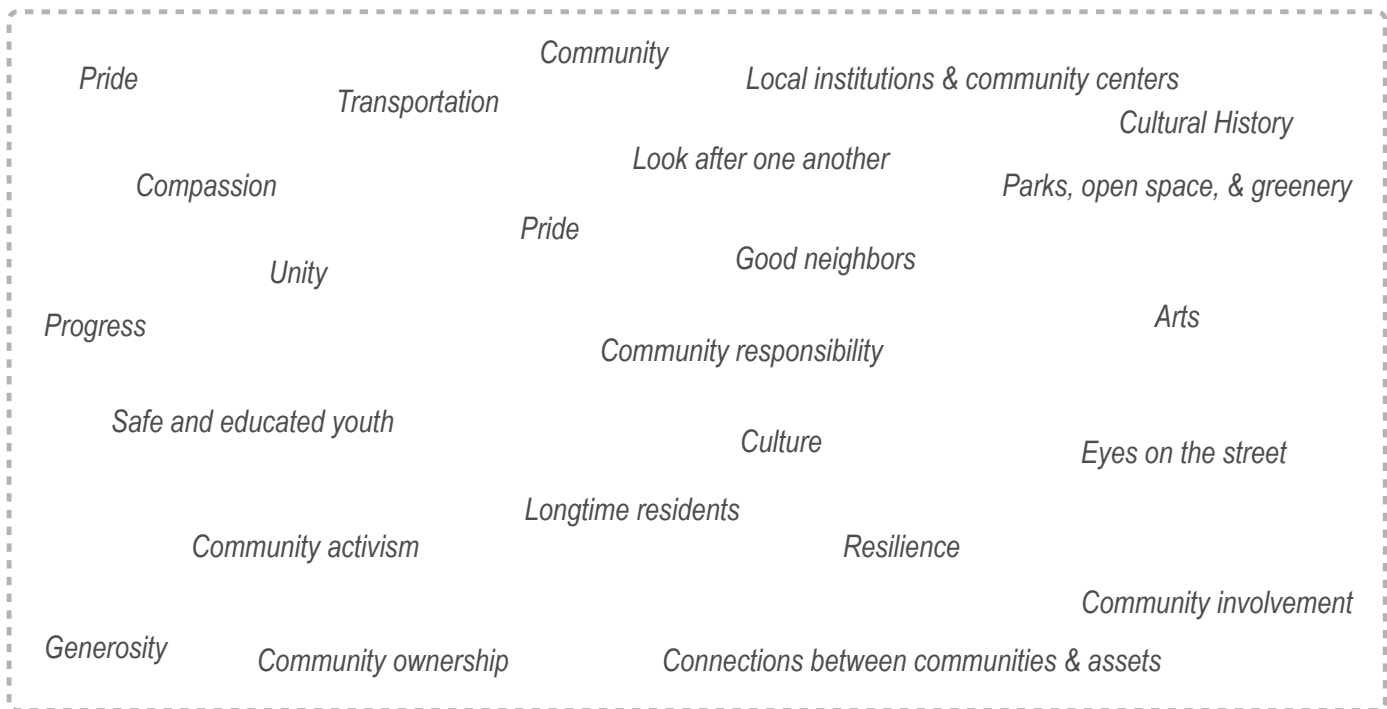 Community
Pride
Local institutions & community centers
Transportation
Cultural History
Look after one another
Compassion
Parks, open space, & greenery
Pride
Good neighbors
Unity
Arts
Progress
Community responsibility
Safe and educated youth
Culture
Eyes on the street
Longtime residents
Community activism
Resilience
Community involvement
Generosity
Community ownership
Connections between communities & assets